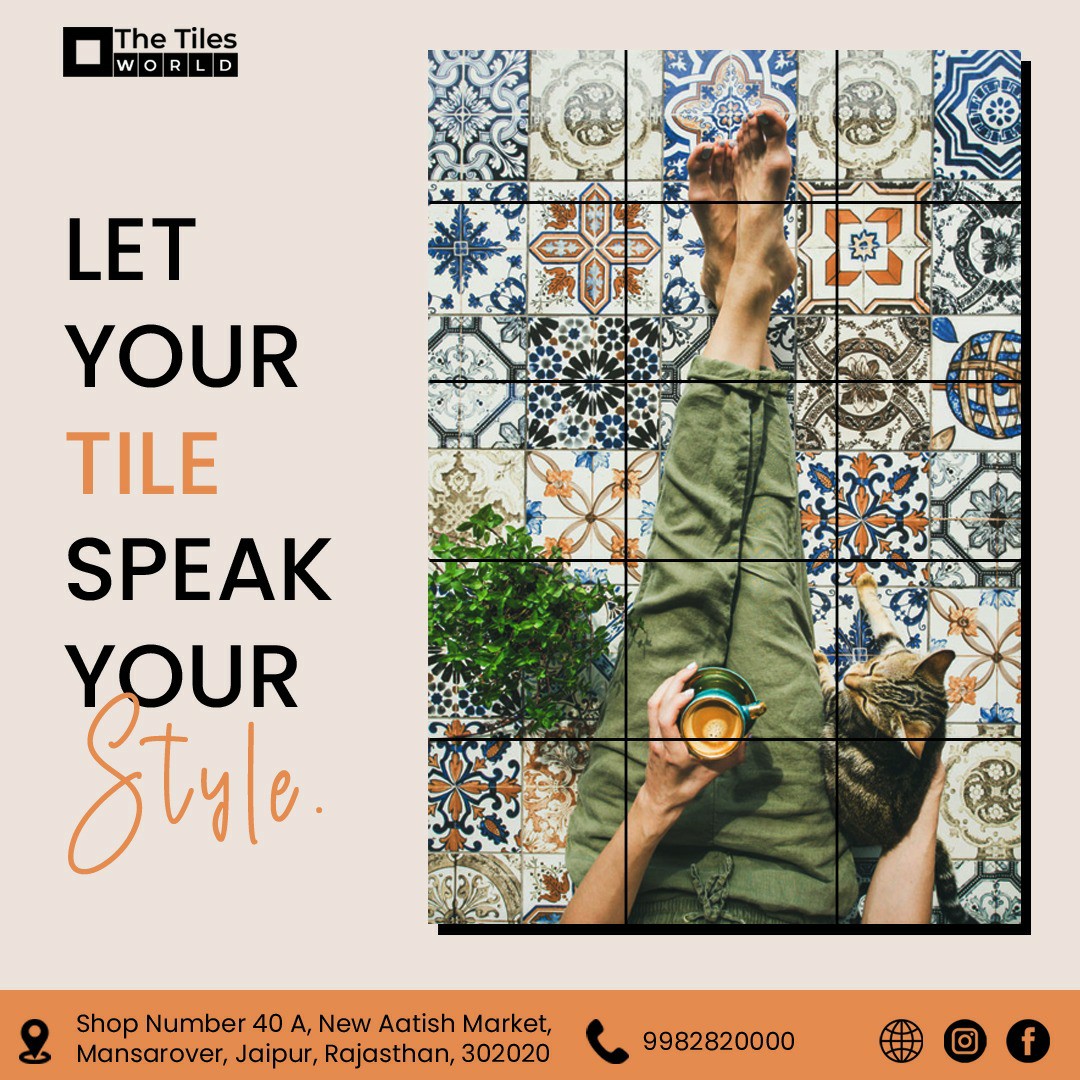 The Tiles
WORLD
LET
YOUR
TILE
SPEAK
YOUR
Style.
Shop Number 40 A, New Aatish Market,
Mansarover, Jaipur, Rajasthan, 302020
9982820000